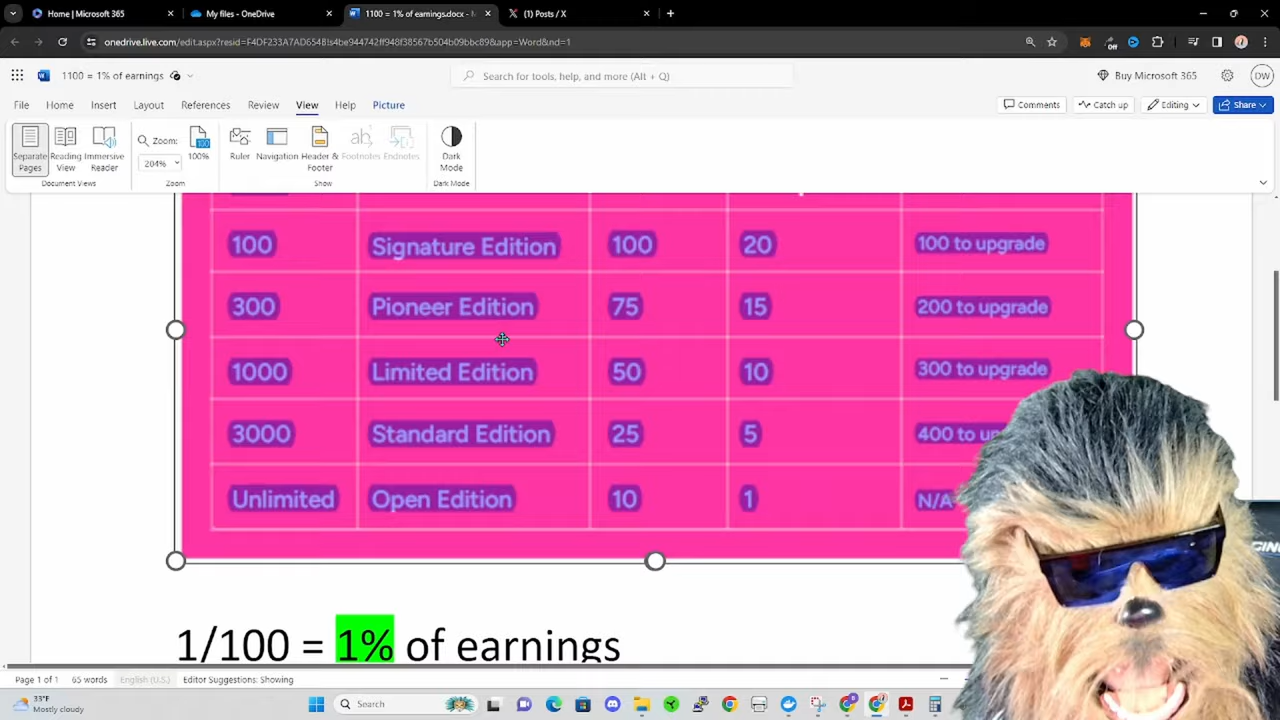 Home | Microsoft 365
My files - OneDrive
1100 = 1% of earnings.docx - M
(1) Posts / X
onedrive.live.com/edit.aspx?resid=F4DF233A7AD654B!s4be944742ff948f38567b504b09bbc89&app=Word&nd=1
1100 = 1% of earnings
Search for tools, help, and more (Alt + Q)
Buy Microsoft 365
DW
File Home Insert Layout References Review View Help Picture
Comments Catch up Editing Share
Separate Pages
Reading View
Immersive Reader
Zoom:
204%
100%
Ruler
Navigation
Header & Footer
Footnotes
Endnotes
Dark Mode
Document Views
Zoom
Show
Dark Mode
100 Signature Edition 100 20 100 to upgrade
300 Pioneer Edition 75 15 200 to upgrade
1000 Limited Edition 50 10 300 to upgrade
3000 Standard Edition 25 5 400 to
Unlimited Open Edition 10 1 N/A
1/100 = 1% of earnings
Page 1 of 1 65 words English (U.S.) Editor Suggestions: Showing
33°F
Mostly cloudy
Search